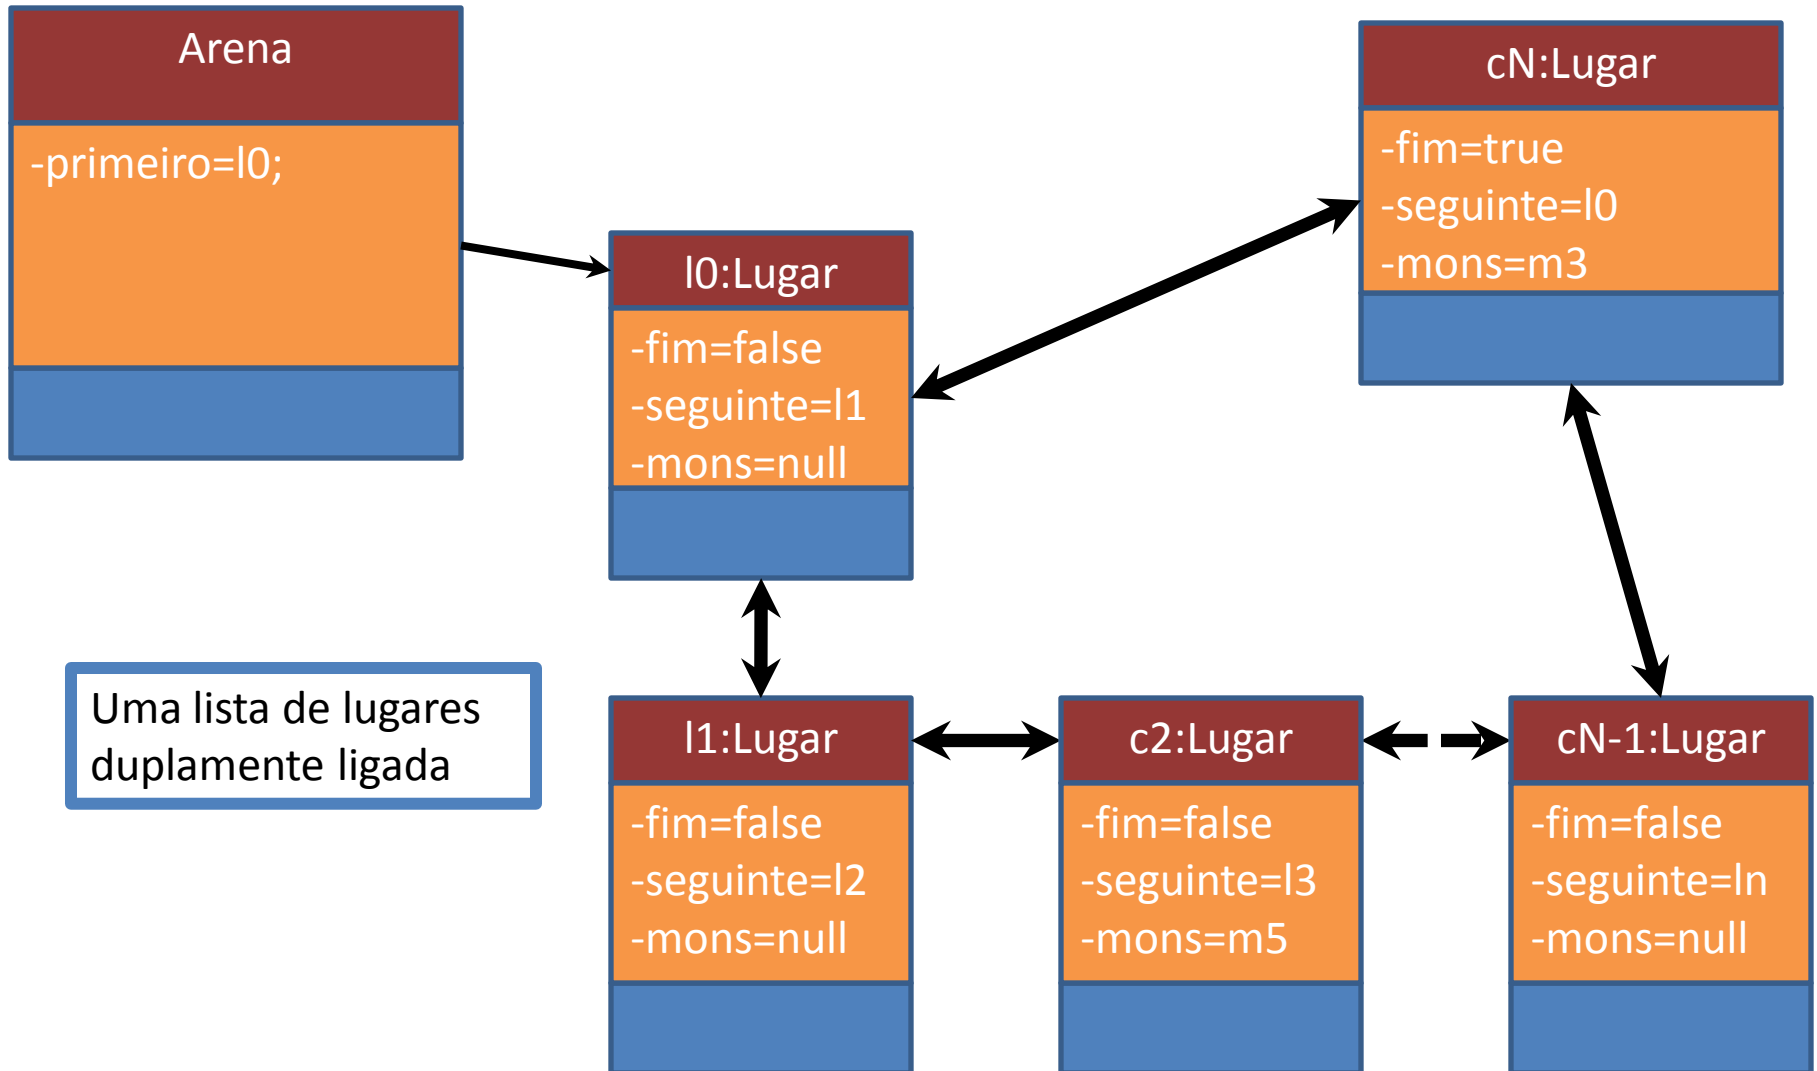 Arena
-primeiro=l0;
cN:Lugar
-fim=true
-seguinte=l0
-mons=m3
l0:Lugar
-fim=false
-seguinte=l1
-mons=null
Uma lista de lugares
duplamente ligada
l1:Lugar
-fim=false
-seguinte=l2
-mons=null
c2:Lugar
-fim=false
-seguinte=l3
-mons=m5
cN-1:Lugar
-fim=false
-seguinte=ln
-mons=null